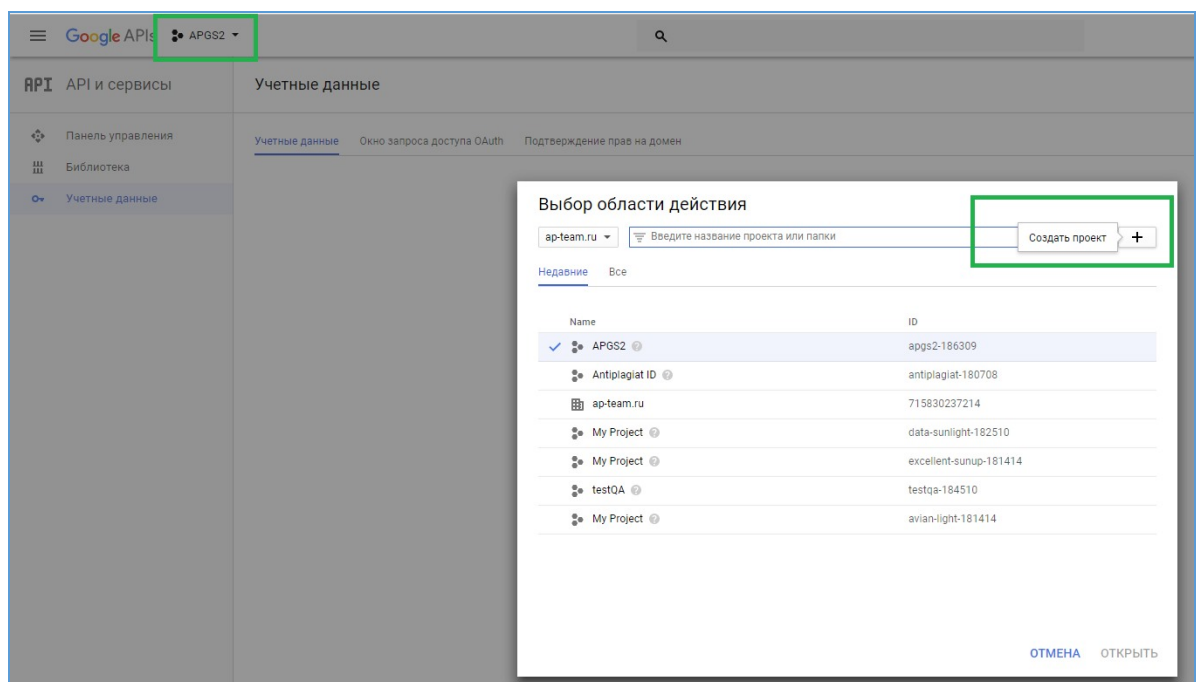 Google APIs APGS2
API API и сервисы Учетные данные
Панель управления
Библиотека
Учетные данные
Учетные данные Окно запроса доступа OAuth Подтверждение прав на домен
Выбор области действия
ap-team.ru Введите название проекта или папки Создать проект +
Недавние Все
Name ID
APGS2 apgs2-186309
Antiplagiat ID antiplagiat-180708
ap-team.ru 715830237214
My Project data-sunlight-182510
My Project excellent-sunup-181414
testQA testqa-184510
My Project avian-light-181414
ОТМЕНА ОТКРЫТЬ